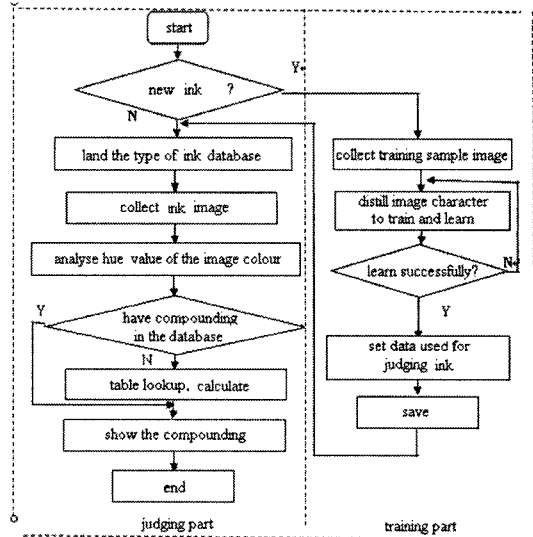 start
new ink ?
Y
N
land the type of ink database
collect ink image
analyse hue value of the image colour
Y
have compounding
in the database
N
table lookup, calculate
show the compounding
end
judging part
collect training sample image
distill image character
to train and learn
learn successfully?
N
Y
set data used for
judging ink
save
training part